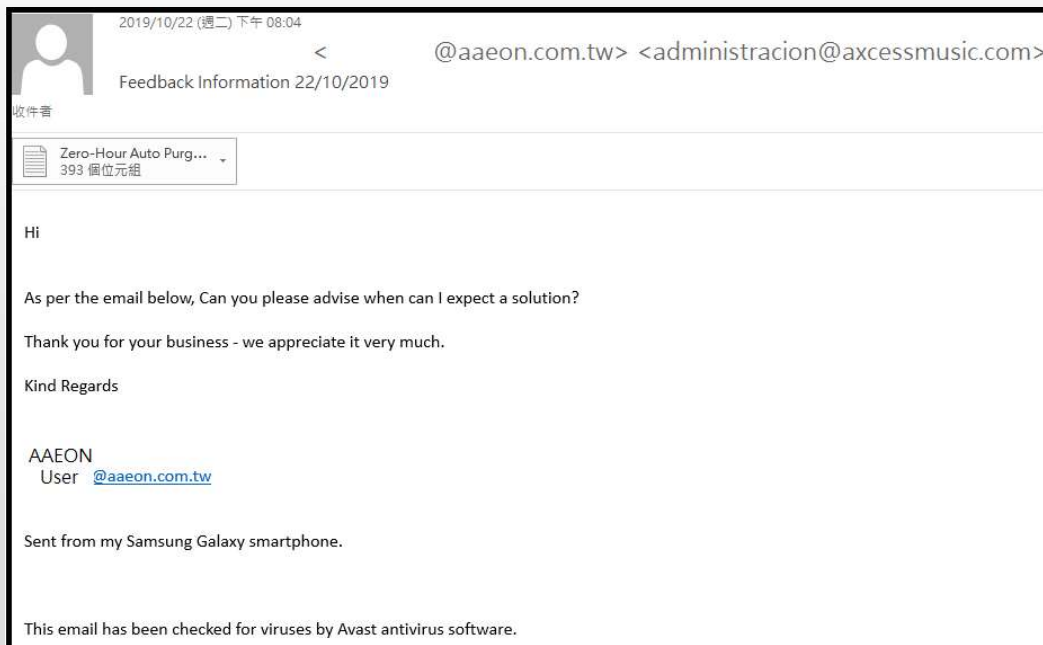 2019/10/22 (週二) 下午 08:04
< @aaeon.com.tw> <administracion@axcessmusic.com>
Feedback Information 22/10/2019
收件者
Zero-Hour Auto Purg...
393 個位元組
Hi
As per the email below, Can you please advise when can I expect a solution?
Thank you for your business - we appreciate it very much.
Kind Regards
AAEON
User @aaeon.com.tw
Sent from my Samsung Galaxy smartphone.
This email has been checked for viruses by Avast antivirus software.